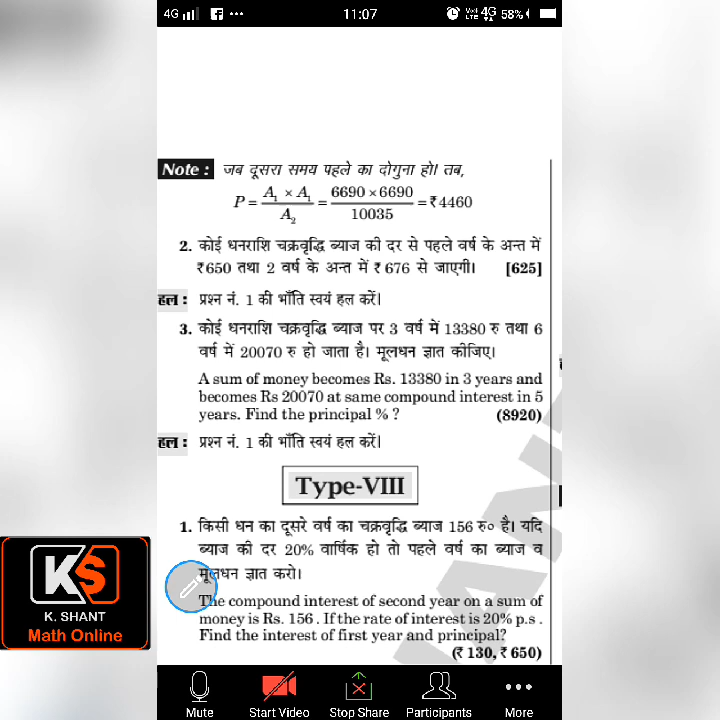 4G 11:07 VoI LTE 4G 58%
Note : जब दूसरा समय पहले का दोगुना हो। तब,
P = A₁ × A₁ / A₂ = 6690 × 6690 / 10035 = ₹ 4460
2. कोई धनराशि चक्रवृद्धि ब्याज की दर से पहले वर्ष के अन्त में
₹ 650 तथा 2 वर्ष के अन्त में ₹ 676 से जाएगी। [625]
हल : प्रश्न नं. 1 की भाँति स्वयं हल करें।
3. कोई धनराशि चक्रवृद्धि ब्याज पर 3 वर्ष में 13380 रु तथा 6
वर्ष में 20070 रु हो जाता है। मूलधन ज्ञात कीजिए।
A sum of money becomes Rs. 13380 in 3 years and
becomes Rs 20070 at same compound interest in 5
years. Find the principal % ? (8920)
हल : प्रश्न नं. 1 की भाँति स्वयं हल करें।
Type-VIII
1. किसी धन का दूसरे वर्ष का चक्रवृद्धि ब्याज 156 रु० है। यदि
ब्याज की दर 20% वार्षिक हो तो पहले वर्ष का ब्याज व
मूलधन ज्ञात करो।
The compound interest of second year on a sum of
money is Rs. 156 . If the rate of interest is 20% p.s .
Find the interest of first year and principal?
(₹ 130, ₹ 650)
KS
K. SHANT
Math Online
Mute Start Video Stop Share Participants More